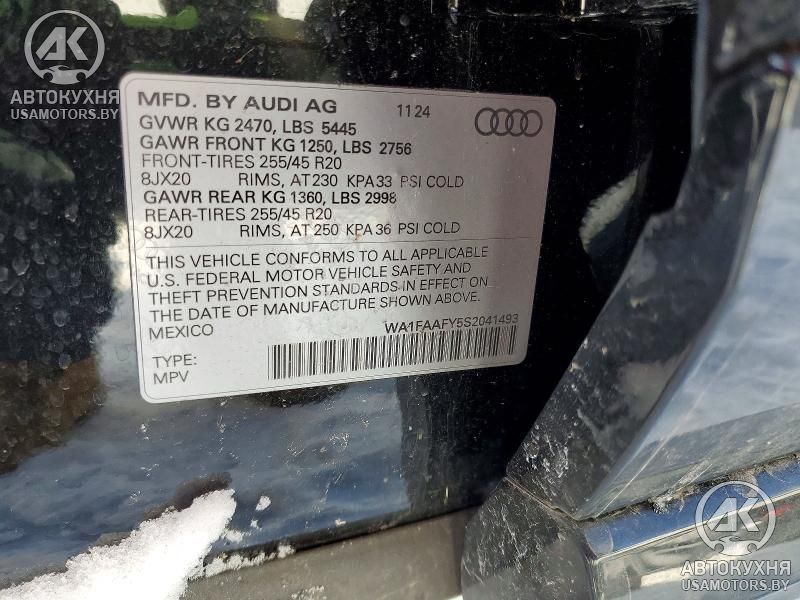 AK
АВТОКУХНЯ
USAMOTORS.BY
MFD. BY AUDI AG 11 24
GVWR KG 2470, LBS 5445
GAWR FRONT KG 1250, LBS 2756
FRONT-TIRES 255/45 R20
8JX20 RIMS, AT 230 KPA 33 PSI COLD
GAWR REAR KG 1360, LBS 2998
REAR-TIRES 255/45 R20
8JX20 RIMS, AT 250 KPA 36 PSI COLD
THIS VEHICLE CONFORMS TO ALL APPLICABLE
U.S. FEDERAL MOTOR VEHICLE SAFETY AND
THEFT PREVENTION STANDARDS IN EFFECT ON
THE DATE OF MANUFACTURE SHOWN ABOVE.
MEXICO WA1FAAFY5S2041493
TYPE:
MPV
AK
АВТОКУХНЯ
USAMOTORS.BY